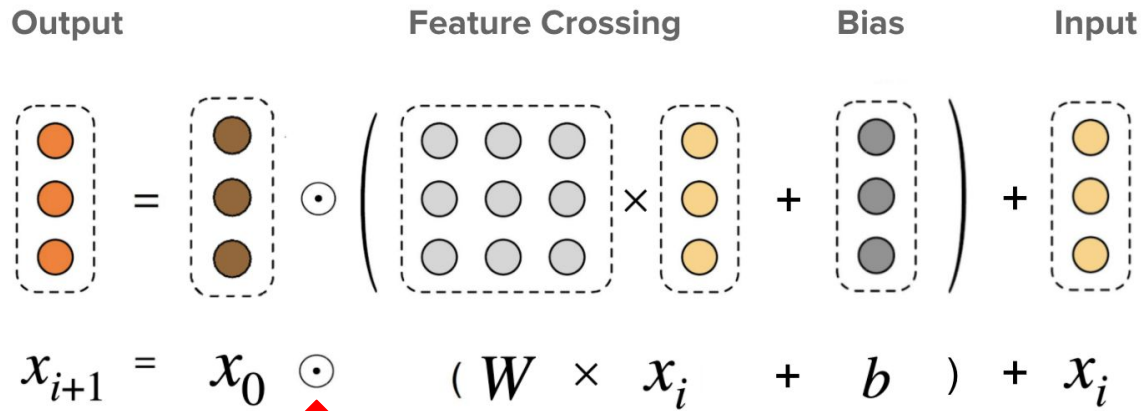 Output Feature Crossing Bias Input
= ⊙ ( × + ) +
x_{i+1} = x_0 ⊙ ( W × x_i + b ) + x_i